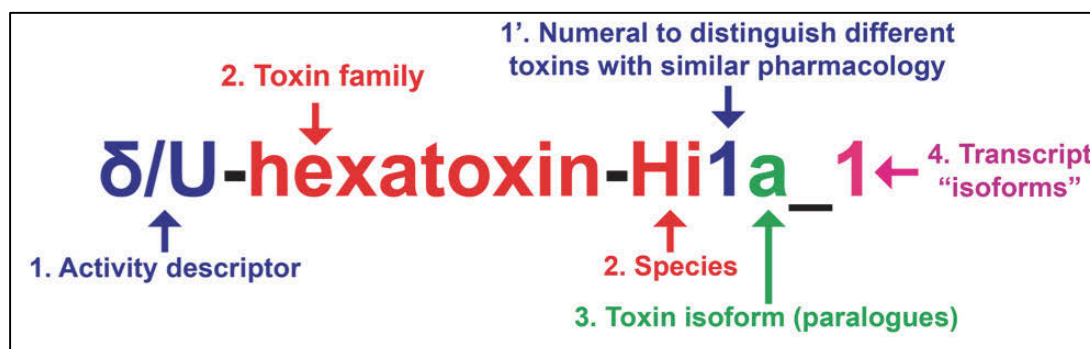 1’. Numeral to distinguish different
toxins with similar pharmacology
2. Toxin family
δ/U-hexatoxin-Hi1a_1
4. Transcript
“isoforms”
1. Activity descriptor
2. Species
3. Toxin isoform (paralogues)